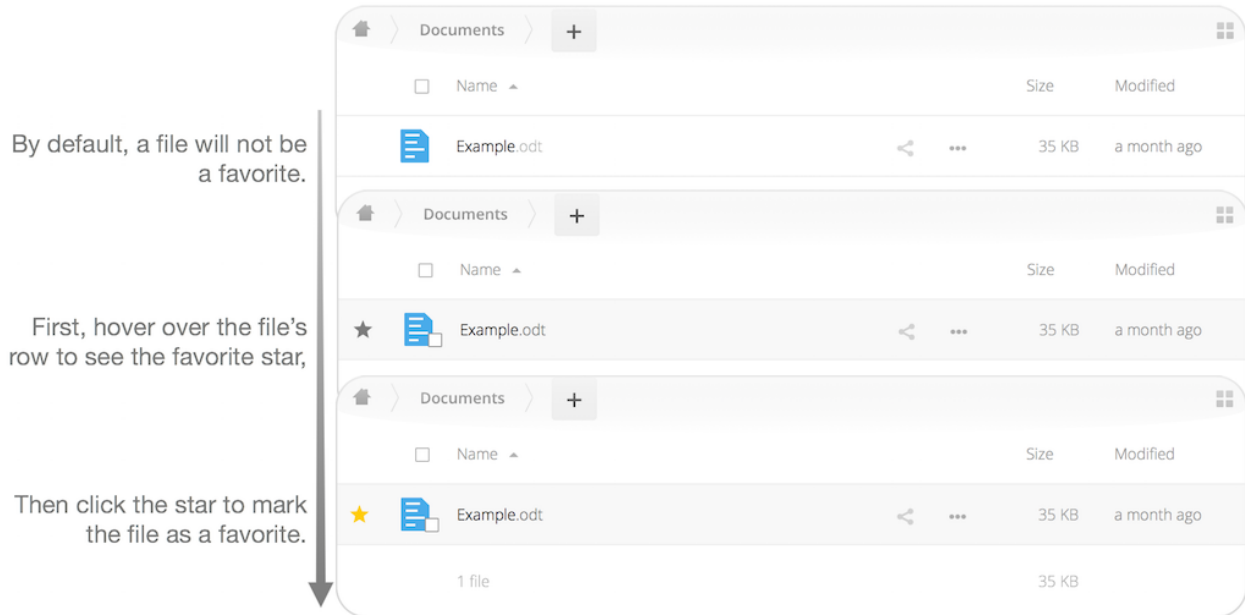 Documents +
Name Size Modified
By default, a file will not be
a favorite.
Example.odt ••• 35 KB a month ago
Documents +
Name Size Modified
First, hover over the file's
row to see the favorite star,
Example.odt ••• 35 KB a month ago
Documents +
Name Size Modified
Then click the star to mark
the file as a favorite.
Example.odt ••• 35 KB a month ago
1 file 35 KB